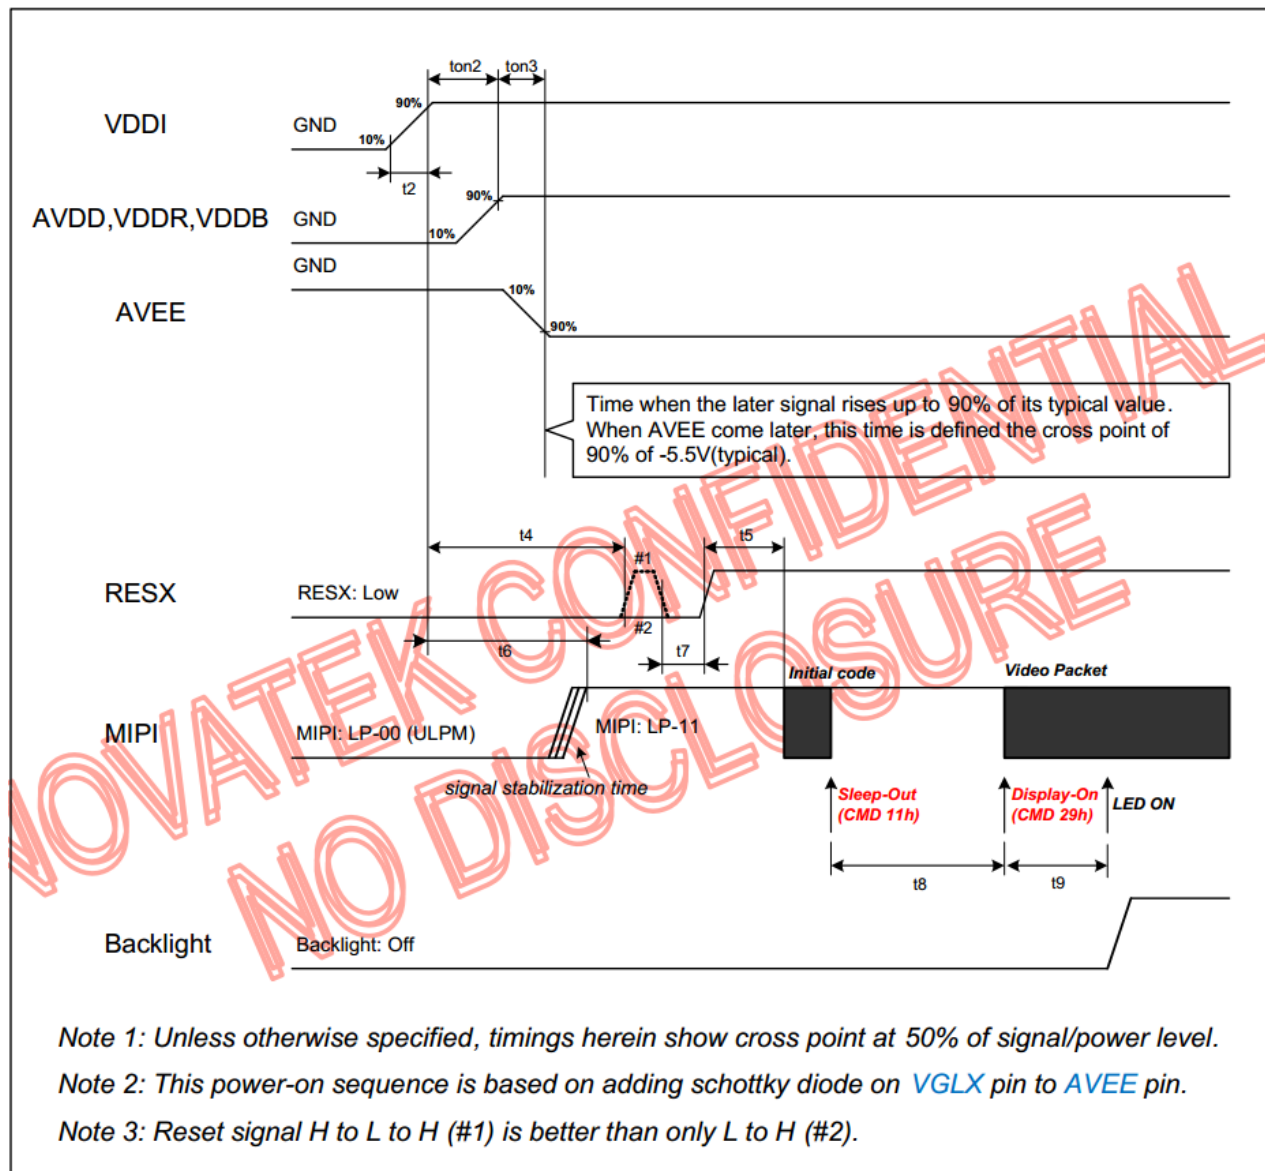 ton2 ton3
90%
VDDI GND
10%
t2
90%
AVDD,VDDR,VDDB GND
10%
GND
10%
AVEE
90%
Time when the later signal rises up to 90% of its typical value.
When AVEE come later, this time is defined the cross point of
90% of -5.5V(typical).
t4 t5
#1
RESX RESX: Low
#2
t6 t7
Initial code Video Packet
MIPI MIPI: LP-00 (ULPM) MIPI: LP-11
signal stabilization time
Sleep-Out
(CMD 11h)
Display-On
(CMD 29h)
LED ON
t8 t9
Backlight Backlight: Off
NOVATEK CONFIDENTIAL
NO DISCLOSURE
Note 1: Unless otherwise specified, timings herein show cross point at 50% of signal/power level.
Note 2: This power-on sequence is based on adding schottky diode on VGLX pin to AVEE pin.
Note 3: Reset signal H to L to H (#1) is better than only L to H (#2).